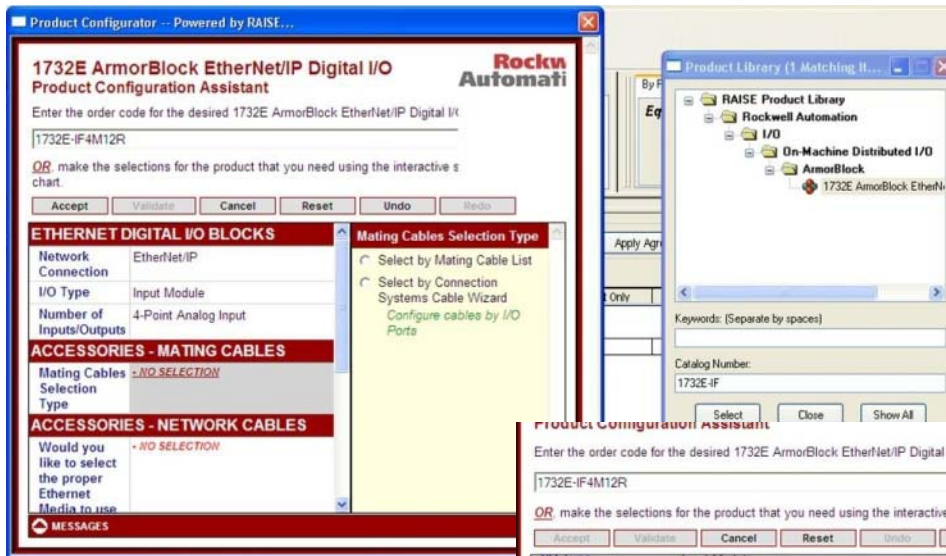 Product Configurator -- Powered by RAISE...
1732E ArmorBlock EtherNet/IP Digital I/O
Product Configuration Assistant
Rockw
Automati
Enter the order code for the desired 1732E ArmorBlock EtherNet/IP Digital I/
1732E-IF4M12R
OR, make the selections for the product that you need using the interactive s
chart.
Accept Validate Cancel Reset Undo Redo
ETHERNET DIGITAL I/O BLOCKS
Network
Connection
EtherNet/IP
I/O Type
Input Module
Number of
Inputs/Outputs
4-Point Analog Input
ACCESSORIES - MATING CABLES
Mating Cables
Selection
Type
- NO SELECTION
ACCESSORIES - NETWORK CABLES
Would you
like to select
the proper
Ethernet
Media to use
- NO SELECTION
MESSAGES
Mating Cables Selection Type
Select by Mating Cable List
Select by Connection
Systems Cable Wizard
Configure cables by I/O
Ports
By F
Eq
Apply Agr
t Only
Product Library (1 Matching It...
RAISE Product Library
Rockwell Automation
I/O
On-Machine Distributed I/O
ArmorBlock
1732E ArmorBlock EtherN
Keywords: (Separate by spaces)
Catalog Number:
1732E-IF
Select Close Show All
Product Configuration Assistant
Enter the order code for the desired 1732E ArmorBlock EtherNet/IP Digital
1732E-IF4M12R
OR, make the selections for the product that you need using the interactive
Accept Validate Cancel Reset Undo